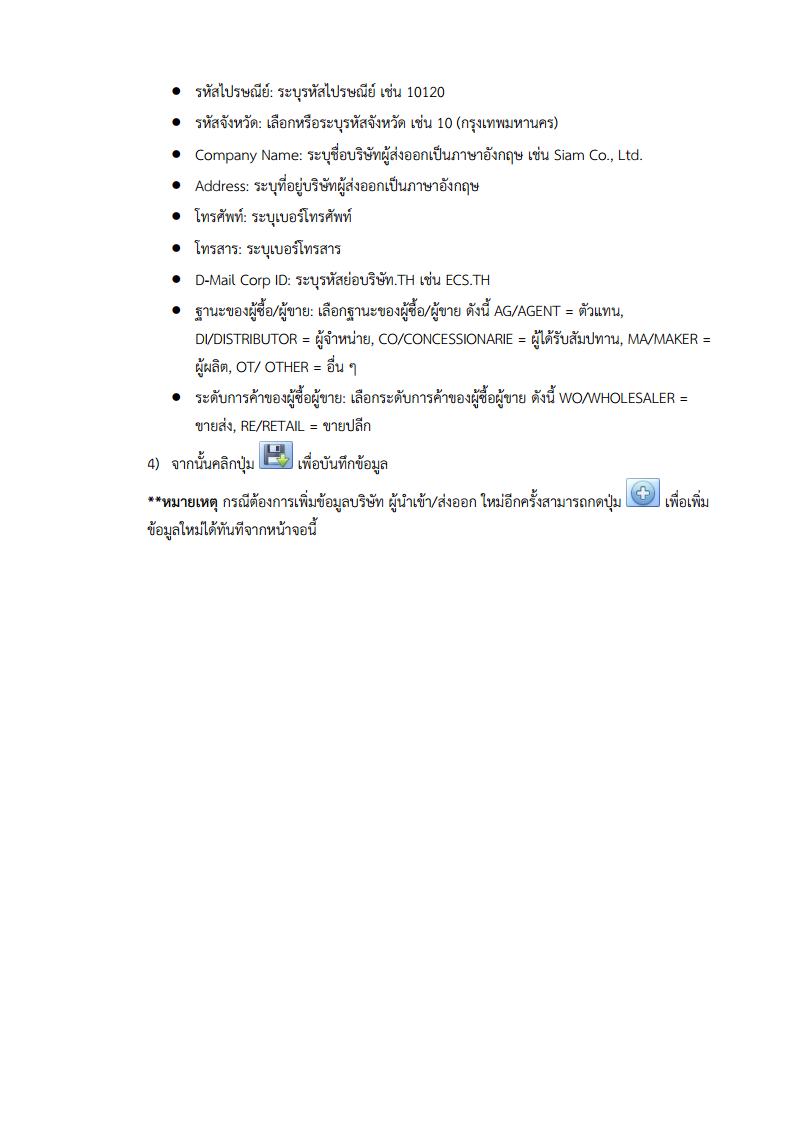 ● รหัสไปรษณีย์: ระบุรหัสไปรษณีย์ เช่น 10120
● รหัสจังหวัด: เลือกหรือระบุรหัสจังหวัด เช่น 10 (กรุงเทพมหานคร)
● Company Name: ระบุชื่อบริษัทผู้ส่งออกเป็นภาษาอังกฤษ เช่น Siam Co., Ltd.
● Address: ระบุที่อยู่บริษัทผู้ส่งออกเป็นภาษาอังกฤษ
● โทรศัพท์: ระบุเบอร์โทรศัพท์
● โทรสาร: ระบุเบอร์โทรสาร
● D-Mail Corp ID: ระบุรหัสย่อบริษัท.TH เช่น ECS.TH
● ฐานะของผู้ซื้อ/ผู้ขาย: เลือกฐานะของผู้ซื้อ/ผู้ขาย ดังนี้ AG/AGENT = ตัวแทน,
DI/DISTRIBUTOR = ผู้จำหน่าย, CO/CONCESSIONARIE = ผู้ได้รับสัมปทาน, MA/MAKER =
ผู้ผลิต, OT/ OTHER = อื่น ๆ
● ระดับการค้าของผู้ซื้อผู้ขาย: เลือกระดับการค้าของผู้ซื้อผู้ขาย ดังนี้ WO/WHOLESALER =
ขายส่ง, RE/RETAIL = ขายปลีก
4) จากนั้นคลิกปุ่ม เพื่อบันทึกข้อมูล
**หมายเหตุ กรณีต้องการเพิ่มข้อมูลบริษัท ผู้นำเข้า/ส่งออก ใหม่อีกครั้งสามารถกดปุ่ม เพื่อเพิ่ม
ข้อมูลใหม่ได้ทันทีจากหน้าจอนี้